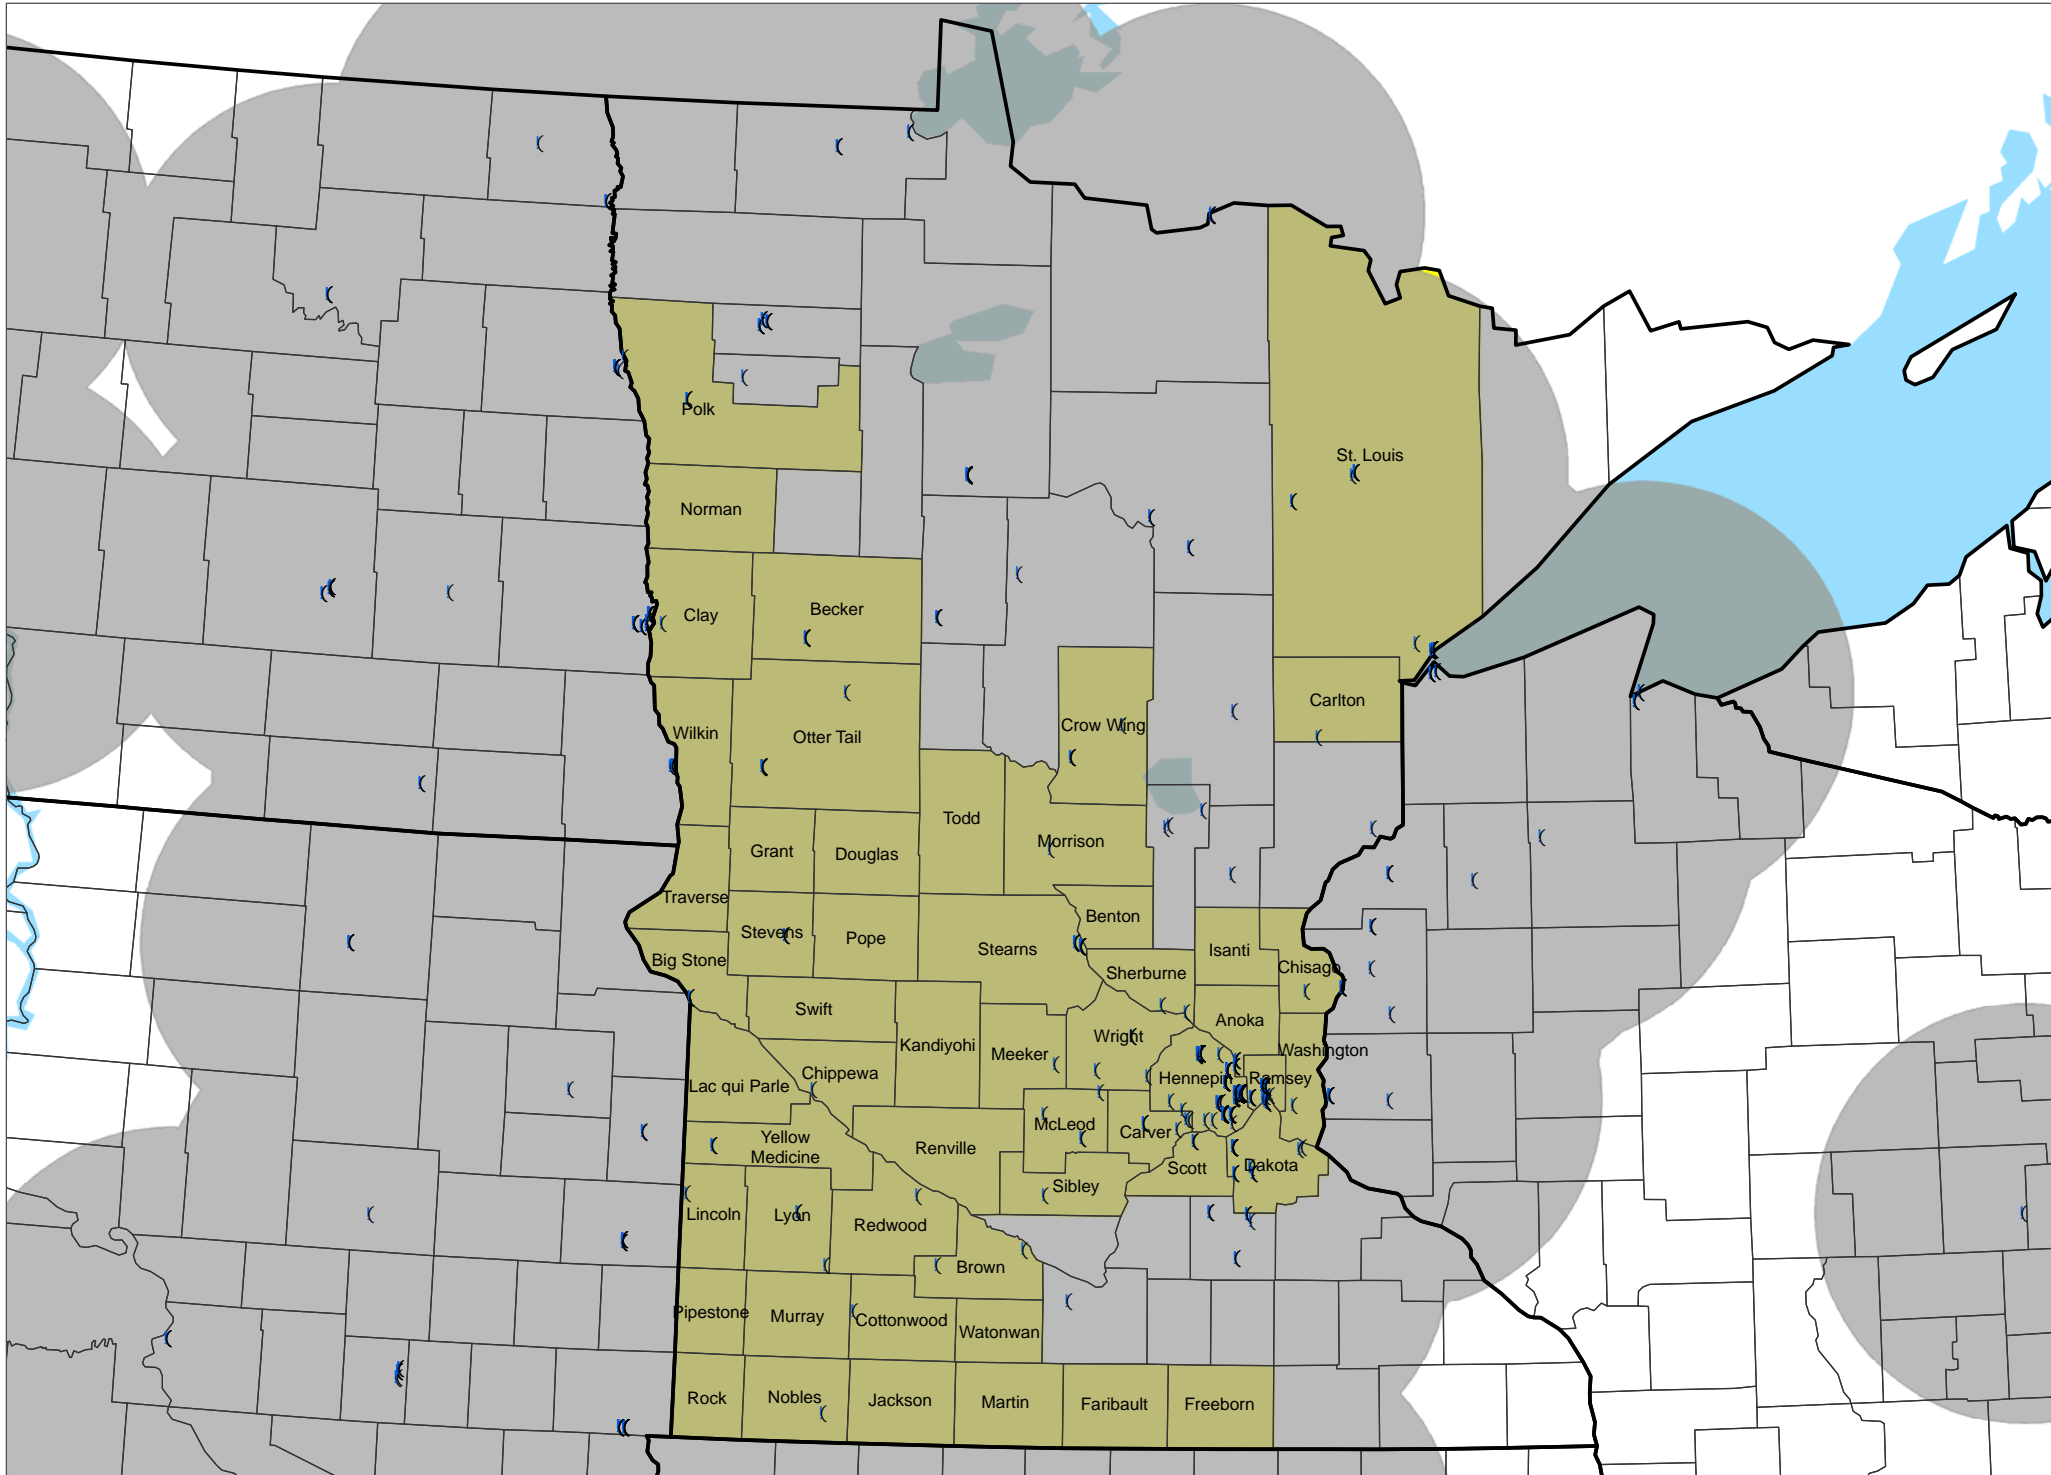 St. Louis
Polk
Norman
Clay
Becker
Carlton
Wilkin
Otter Tail
Crow Wing
Todd
Morrison
Grant
Douglas
Traverse
Benton
Stevens
Pope
Stearns
Isanti
Big Stone
Sherburne
Chisago
Swift
Anoka
Kandiyohi
Meeker
Wright
Washington
Lac qui Parle
Chippewa
Hennepin
Ramsey
McLeod
Carver
Yellow
Medicine
Renville
Scott
Dakota
Sibley
Lincoln
Lyon
Redwood
Brown
Pipestone
Murray
Cottonwood
Watonwan
Rock
Nobles
Jackson
Martin
Faribault
Freeborn